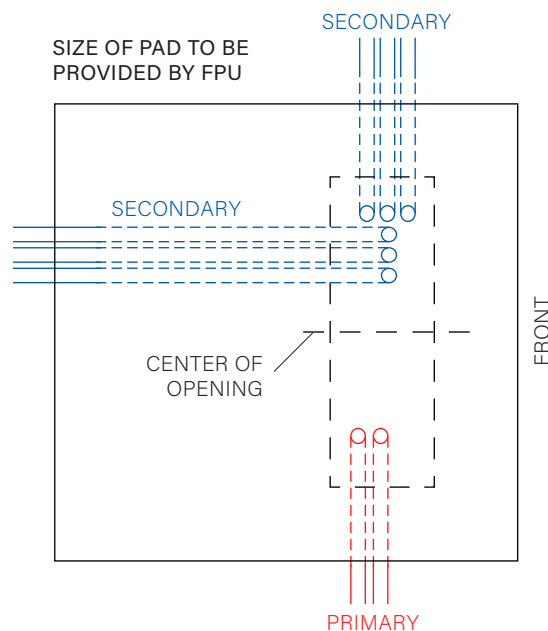 SECONDARY
SIZE OF PAD TO BE
PROVIDED BY FPU
SECONDARY
FRONT
CENTER OF
OPENING
PRIMARY